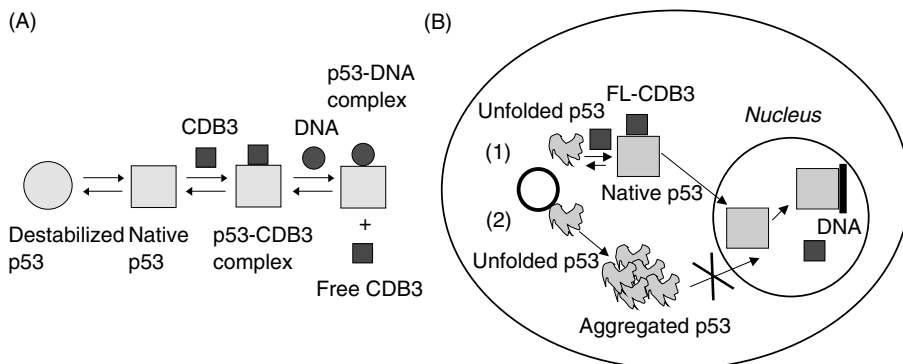 (A)
p53-DNA
complex
CDB3
DNA
Destabilized
p53
Native
p53
p53-CDB3
complex
+
Free CDB3
(B)
FL-CDB3
Unfolded p53
Nucleus
(1)
Native p53
(2)
DNA
Unfolded p53
Aggregated p53